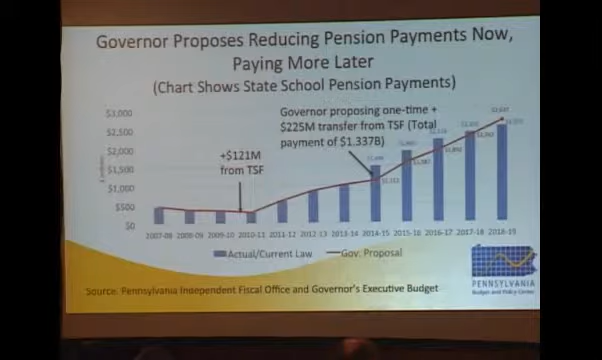 Governor Proposes Reducing Pension Payments Now,
Paying More Later
(Chart Shows State School Pension Payments)
Governor proposing one-time +
$225M transfer from TSF (Total
payment of $1.337B)
+$121M
from TSF
$3,000
$2,500
$2,000
$1,500
$1,000
$500
$0
2007-08 2008-09 2009-10 2010-11 2011-12 2012-13 2013-14 2014-15 2015-16 2016-17 2017-18 2018-19
Actual/Current Law Gov. Proposal
Source: Pennsylvania Independent Fiscal Office and Governor's Executive Budget
PENNSYLVANIA
Budget and Policy Center